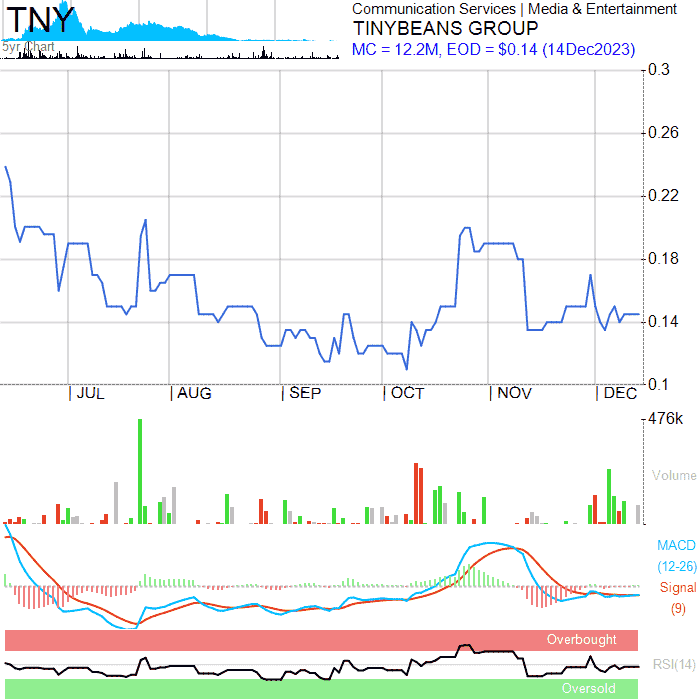 TNY
5yr Chart
Communication Services | Media & Entertainment
TINYBEANS GROUP
MC = 12.2M, EOD = $0.14 (14Dec2023)
0.3
0.26
0.22
0.18
0.14
0.1
JUL
AUG
SEP
OCT
NOV
DEC
476k
Volume
MACD
(12-26)
Signal
(9)
Overbought
RSI(14)
Oversold